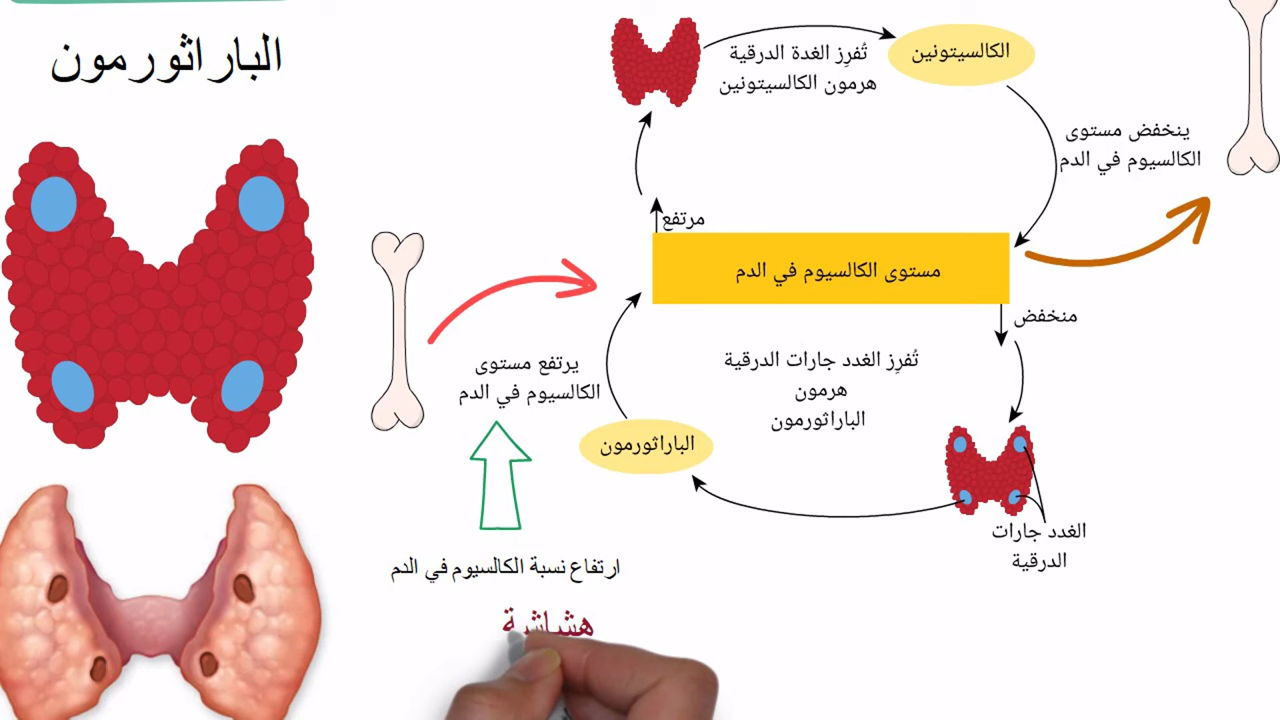 الباراثورمون
تُفرِز الغدة الدرقية
هرمون الكالسيتونين
الكالسيتونين
ينخفض مستوى
الكالسيوم في الدم
مرتفع
مستوى الكالسيوم في الدم
منخفض
تُفرِز الغدد جارات الدرقية
هرمون
الباراثورمون
يرتفع مستوى
الكالسيوم في الدم
الباراثورمون
الغدد جارات
الدرقية
ارتفاع نسبة الكالسيوم في الدم
هشاشة